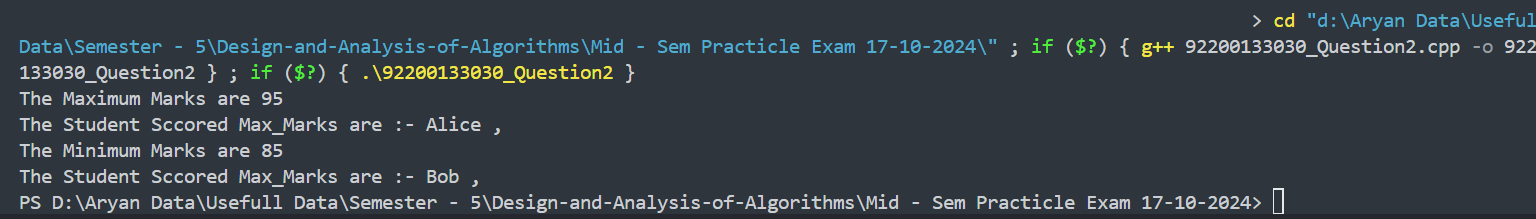 > cd "d:\Aryan Data\Usefull
Data\Semester - 5\Design-and-Analysis-of-Algorithms\Mid - Sem Practicle Exam 17-10-2024\" ; if ($?) { g++ 92200133030_Question2.cpp -o 922
133030_Question2 } ; if ($?) { .\92200133030_Question2 }
The Maximum Marks are 95
The Student Sccored Max_Marks are :- Alice ,
The Minimum Marks are 85
The Student Sccored Max_Marks are :- Bob ,
PS D:\Aryan Data\Usefull Data\Semester - 5\Design-and-Analysis-of-Algorithms\Mid - Sem Practicle Exam 17-10-2024>